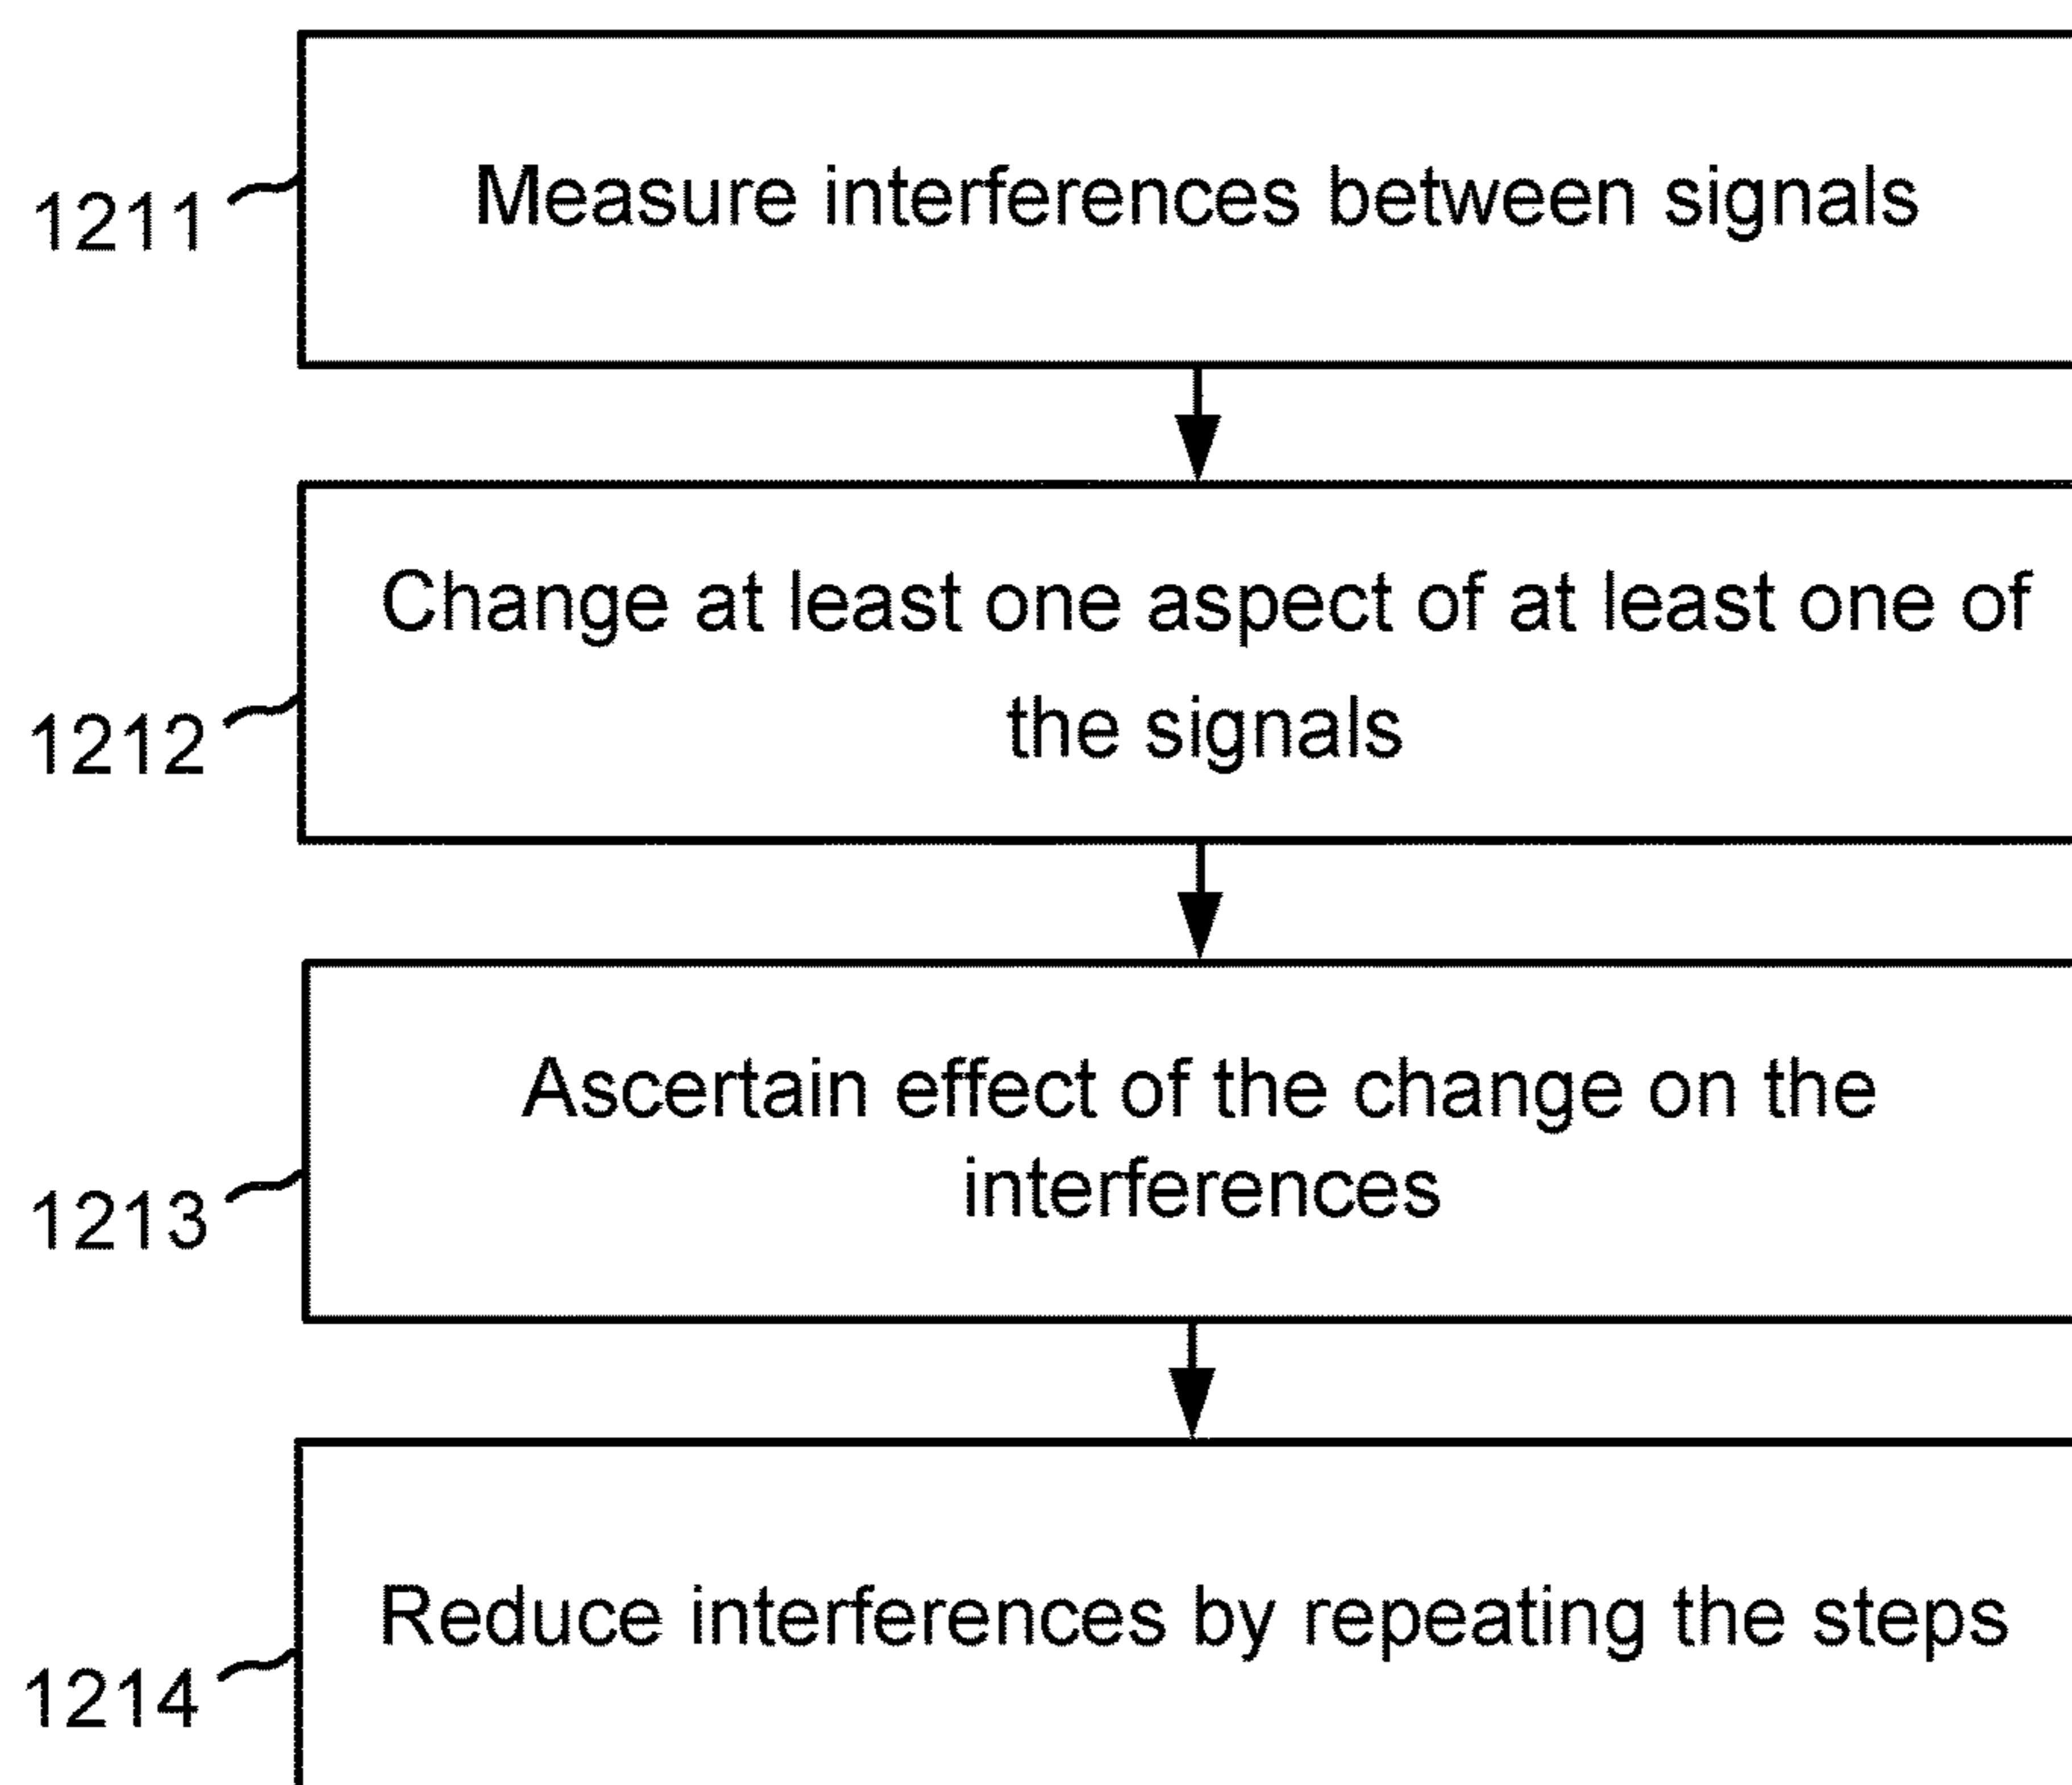 1211
Measure interferences between signals
Change at least one aspect of at least one of
the signals
1212
Ascertain effect of the change on the
interferences
1213
Reduce interferences by repeating the steps
1214